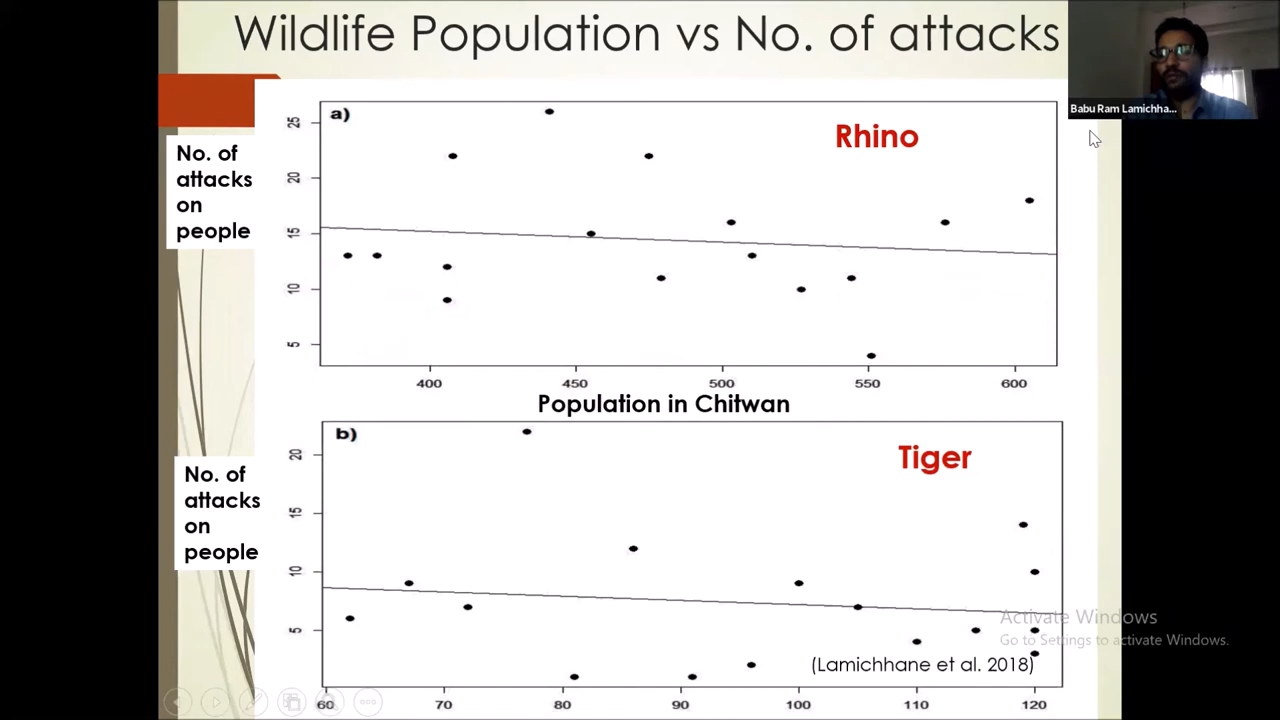 Wildlife Population vs No. of attacks
Babu Ram Lamichha...
a)
Rhino
No. of
attacks
on
people
25
20
15
10
5
400 450 500 550 600
Population in Chitwan
b)
Tiger
No. of
attacks
on
people
20
15
10
5
Activate Windows
Go to Settings to activate Windows.
(Lamichhane et al. 2018)
60 70 80 90 100 110 120